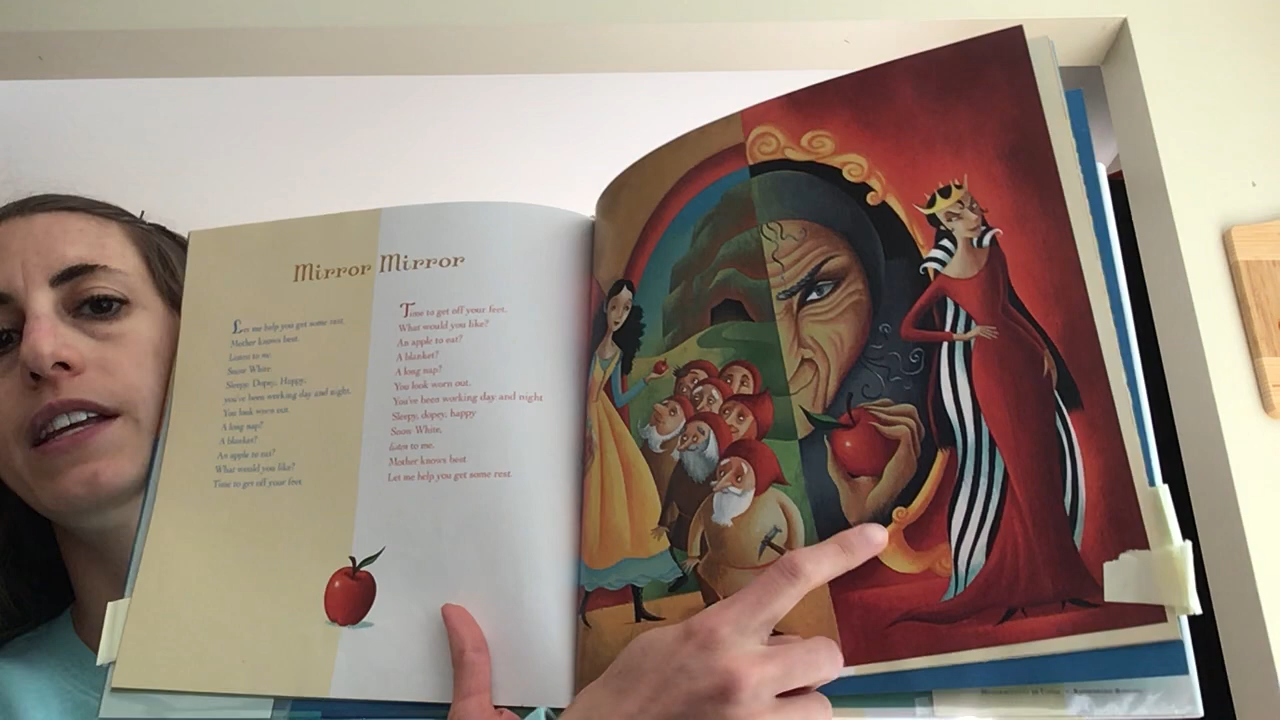 Mirror Mirror
Let me help you get some rest.
Mother knows best.
Listen to me
Snow White
Sleepy, Dopey, Happy,
you've been working day and night.
You look worn out.
A long nap?
A blanket?
An apple to eat?
What would you like?
Time to get off your feet.
Time to get off your feet.
What would you like?
An apple to eat?
A blanket?
A long nap?
You look worn out.
You've been working day and night
Sleepy, dopey, happy
Snow White,
listen to me.
Mother knows best
Let me help you get some rest.